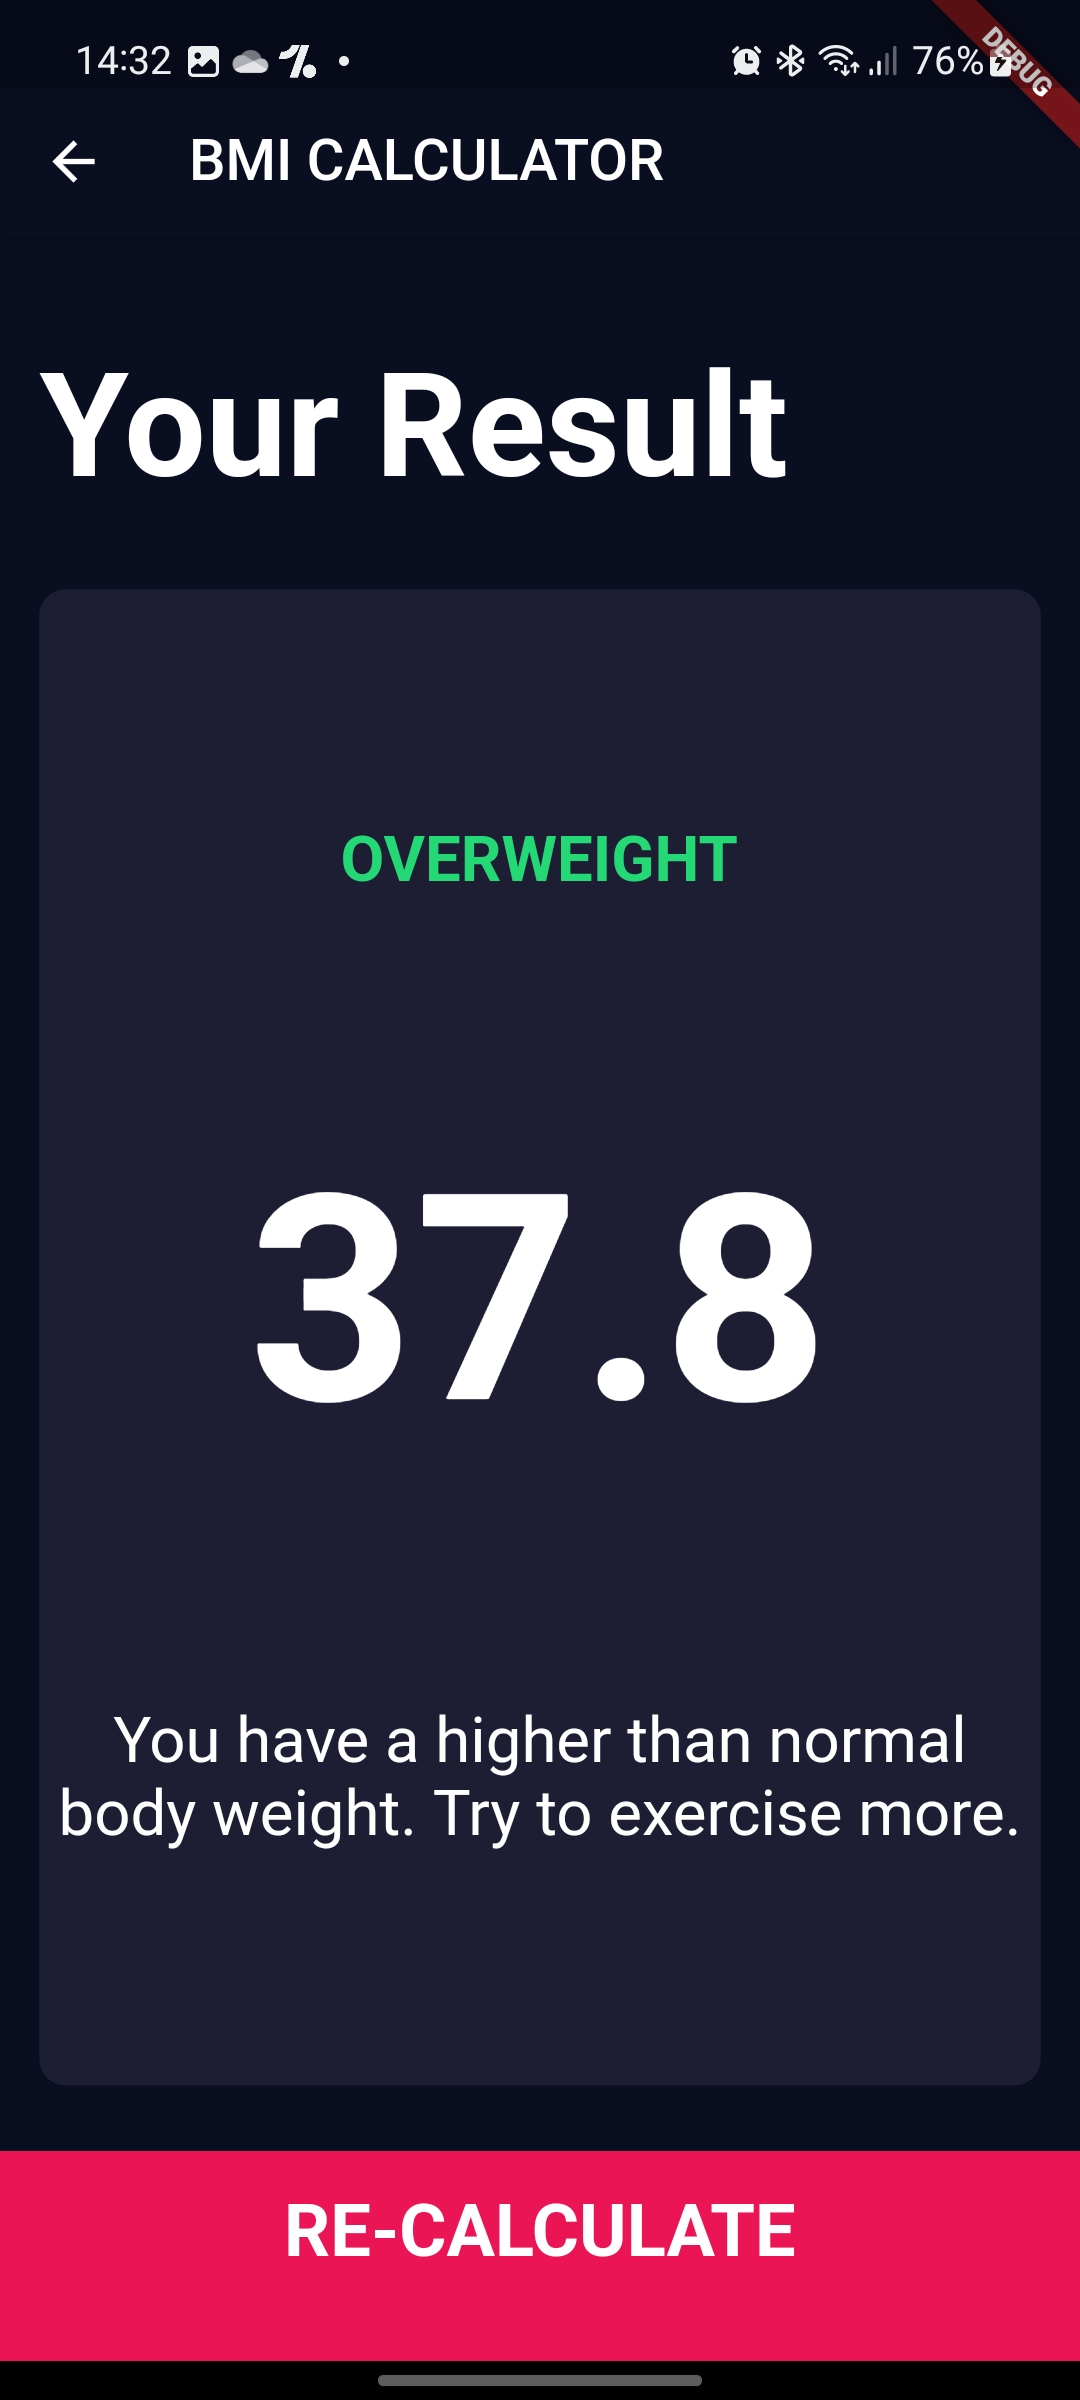 14:32
76%
DEBUG
BMI CALCULATOR
Your Result
OVERWEIGHT
37.8
You have a higher than normal
body weight. Try to exercise more.
RE-CALCULATE